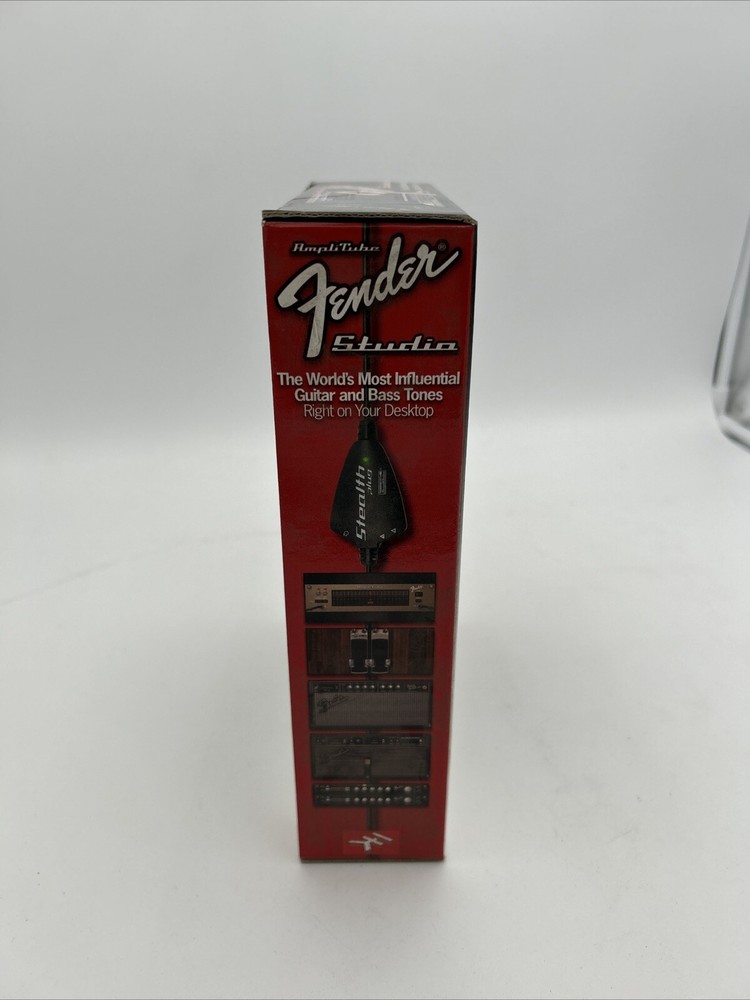 AmpliTube
Fender®
Studio
The World's Most Influential
Guitar and Bass Tones
Right on Your Desktop
Stealth
plug